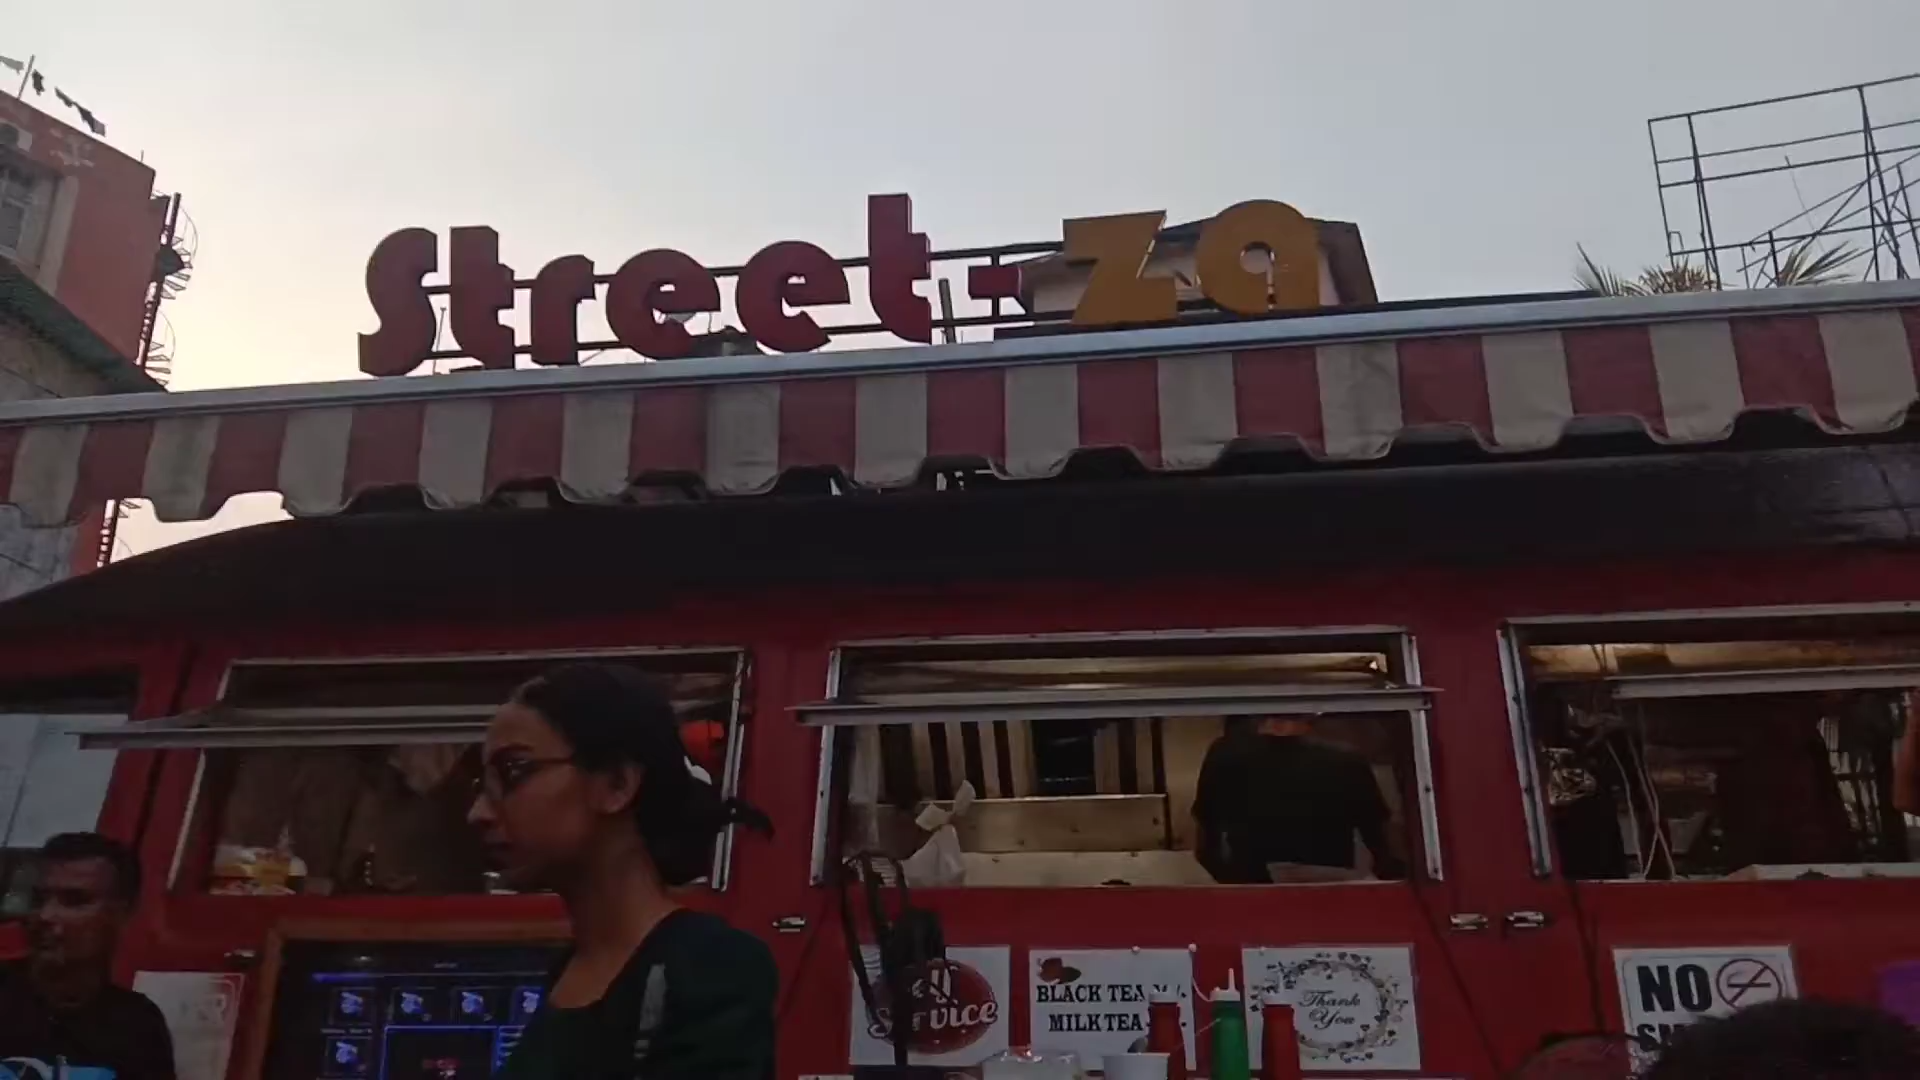 Street-za
Service
BLACK TEA
MILK TEA
Thank
You
NO